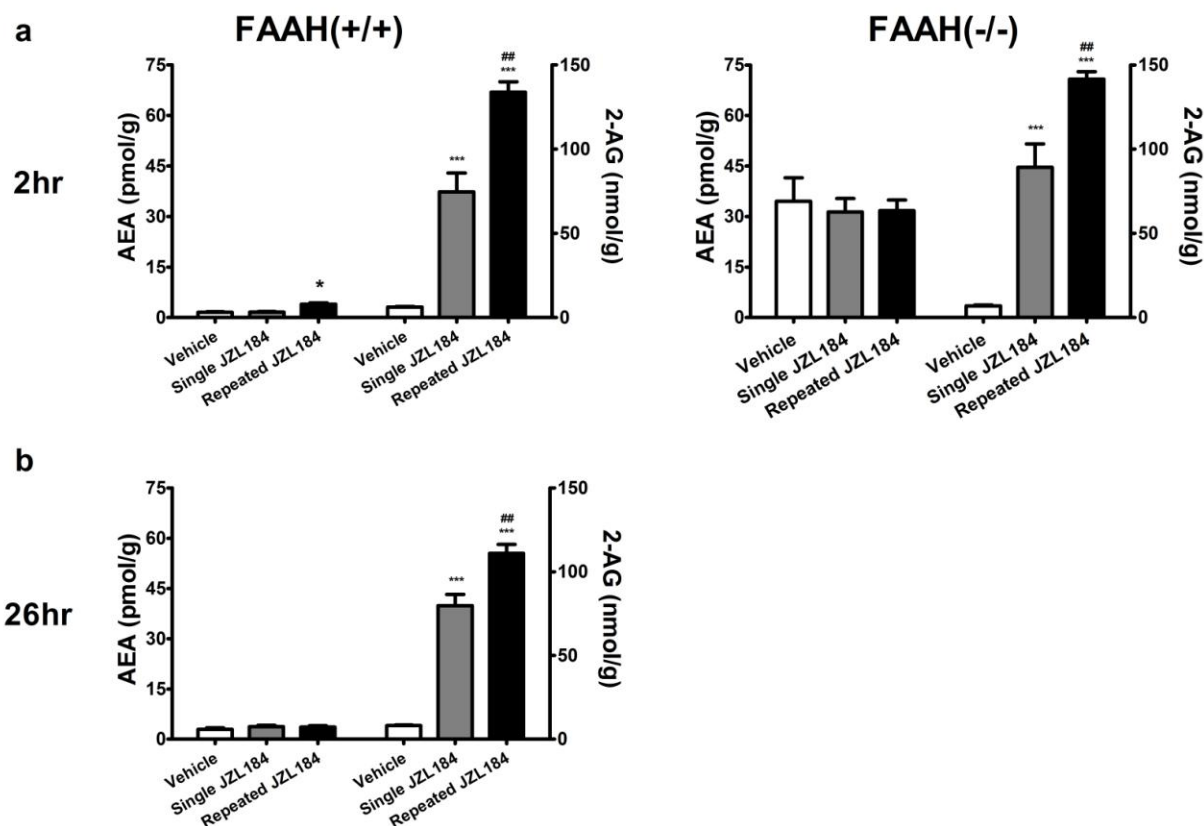 a
FAAH(+/+)
FAAH(-/-)
2hr
AEA (pmol/g)
75
60
45
30
15
0
*
***
##
***
150
100
50
0
2-AG (nmol/g)
Vehicle
Single JZL184
Repeated JZL184
Vehicle
Single JZL184
Repeated JZL184
AEA (pmol/g)
75
60
45
30
15
0
***
##
***
150
100
50
0
2-AG (nmol/g)
Vehicle
Single JZL184
Repeated JZL184
Vehicle
Single JZL184
Repeated JZL184
b
26hr
AEA (pmol/g)
75
60
45
30
15
0
***
##
***
150
100
50
0
2-AG (nmol/g)
Vehicle
Single JZL184
Repeated JZL184
Vehicle
Single JZL184
Repeated JZL184